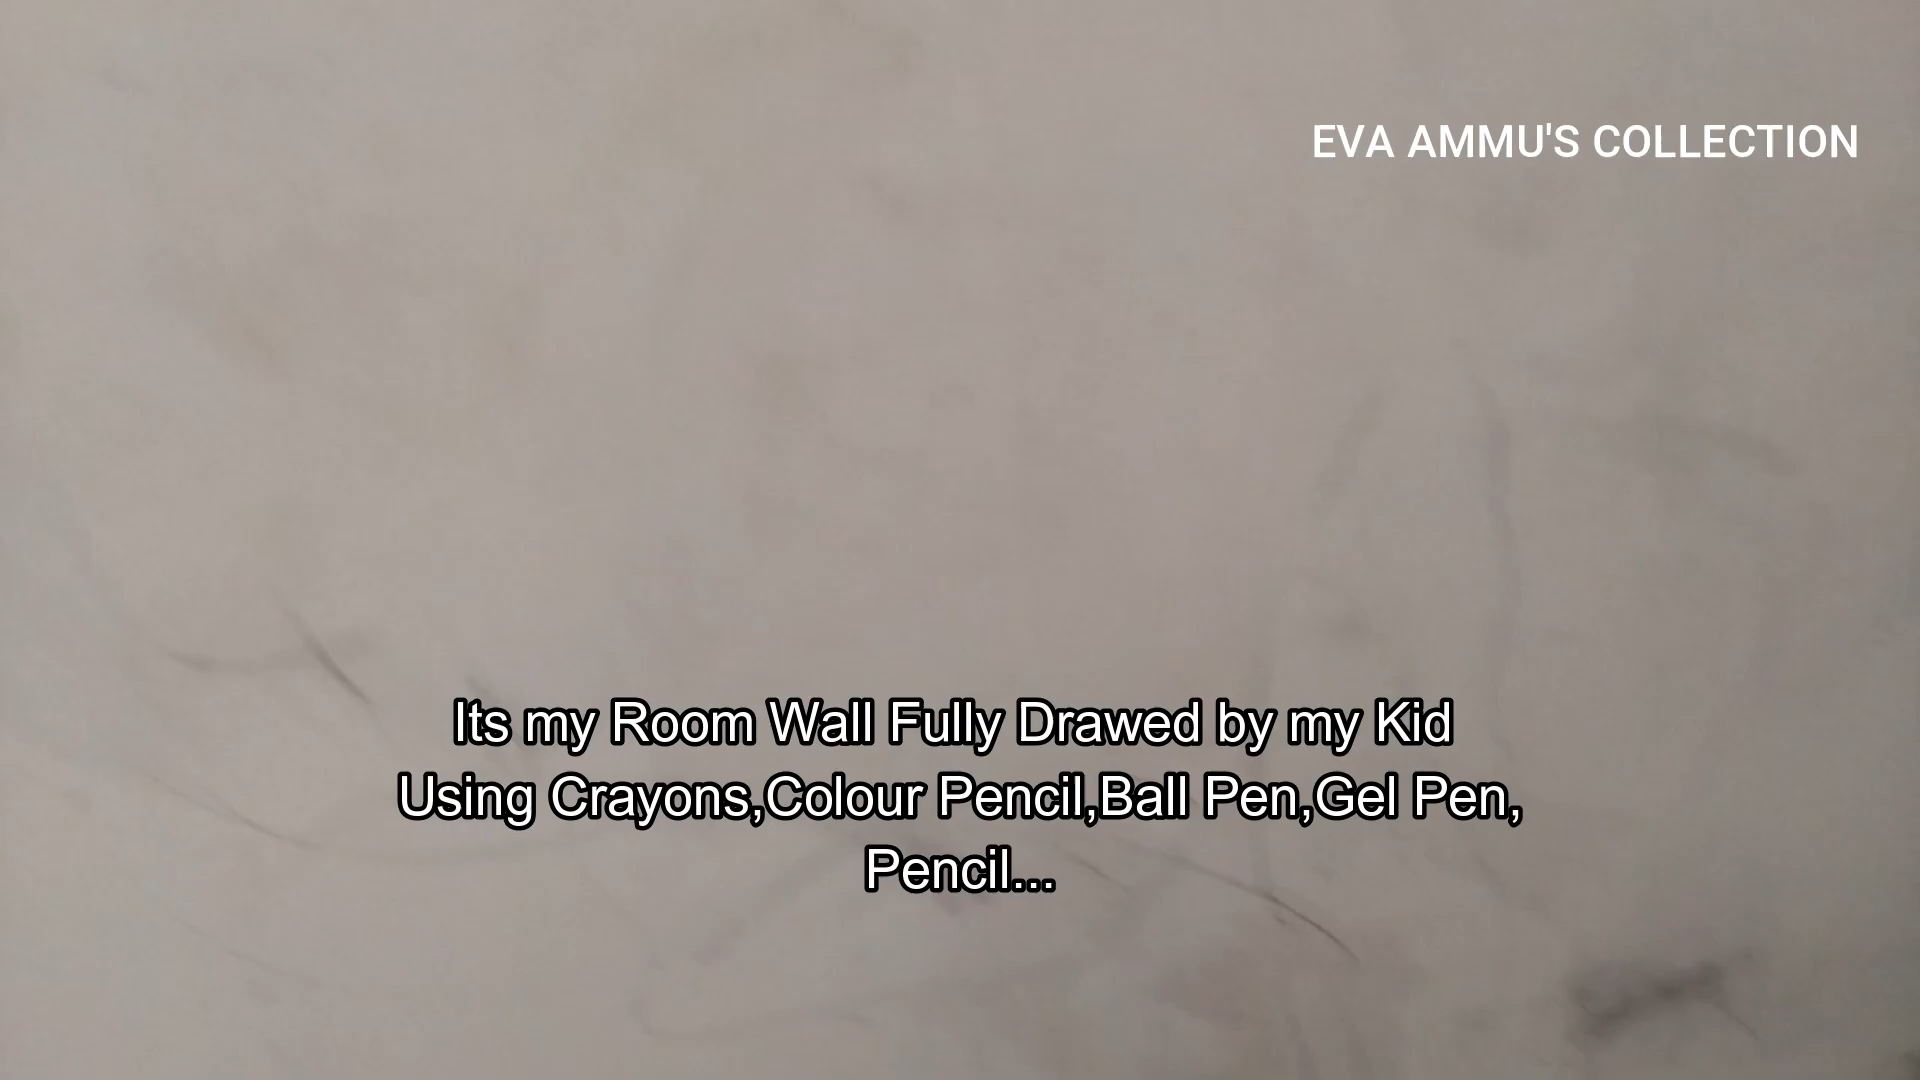 EVA AMMU'S COLLECTION
Its my Room Wall Fully Drawed by my Kid
Using Crayons,Colour Pencil,Ball Pen,Gel Pen,
Pencil...